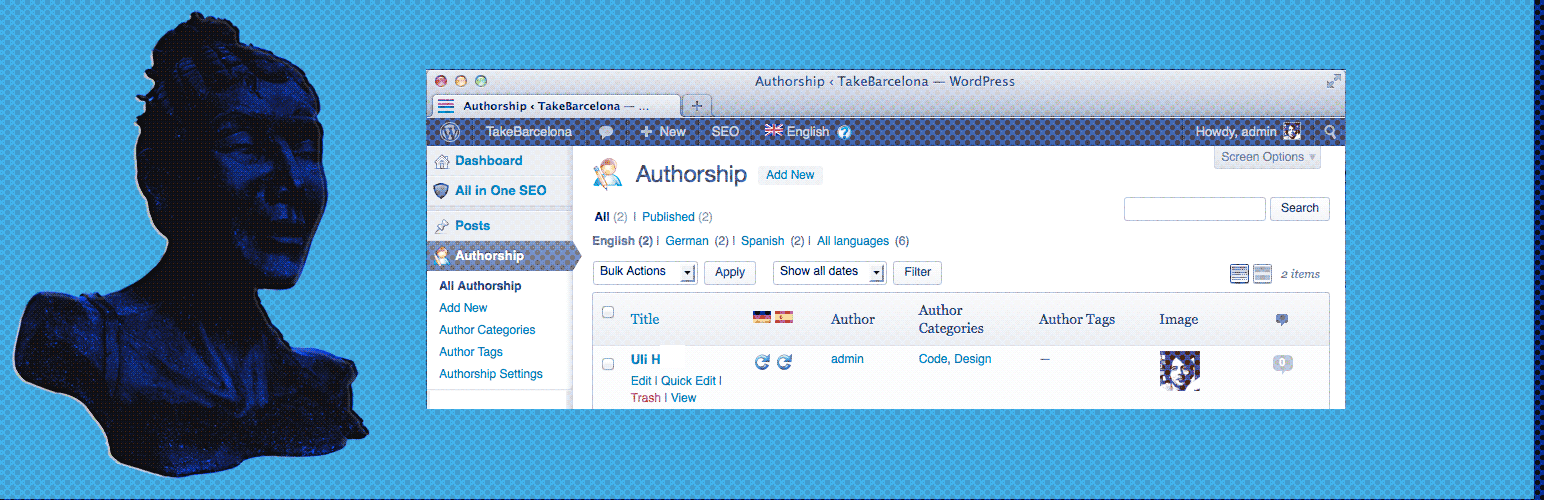 Authorship ‹ TakeBarcelona — WordPress
Authorship ‹ TakeBarcelona — ...
TakeBarcelona
New
SEO
English
?
Howdy, admin
Dashboard
All in One SEO
Posts
Authorship
All Authorship
Add New
Author Categories
Author Tags
Authorship Settings
Screen Options
Authorship Add New
All (2) | Published (2)
Search
English (2) | German (2) | Spanish (2) | All languages (6)
Bulk Actions Apply Show all dates Filter
2 items
Title Author Author Categories Author Tags Image
Uli H admin Code, Design — 0
Edit | Quick Edit |
Trash | View